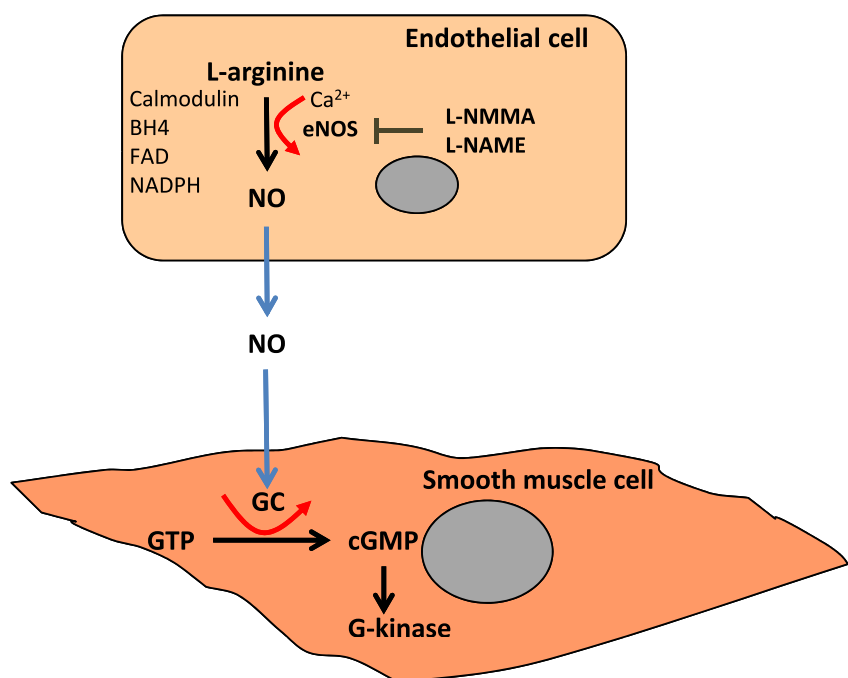 Endothelial cell
L-arginine
Calmodulin
BH4
FAD
NADPH
Ca²⁺
eNOS
L-NMMA
L-NAME
NO
NO
Smooth muscle cell
GC
GTP
cGMP
G-kinase